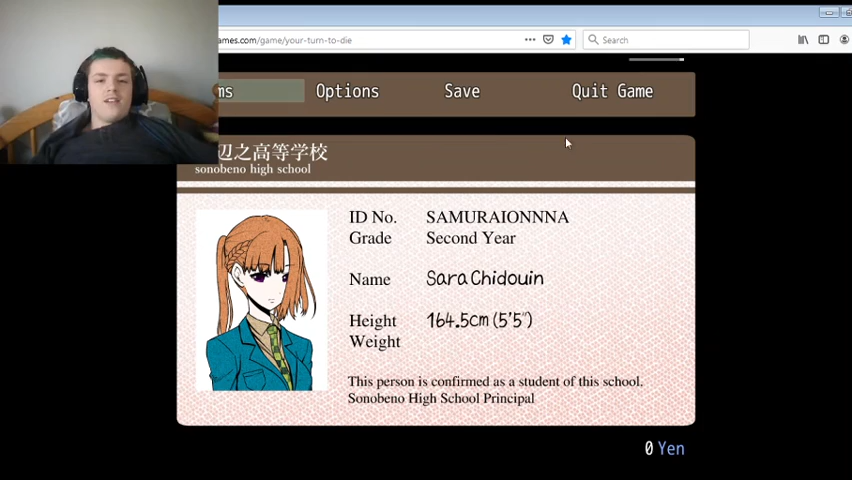 ames.com/game/your-turn-to-die
Search
ms
Options
Save
Quit Game
辺之高等学校
sonobeno high school
ID No. SAMURAIONNNA
Grade Second Year
Name Sara Chidouin
Height 164.5cm (5'5")
Weight
This person is confirmed as a student of this school.
Sonobeno High School Principal
0 Yen